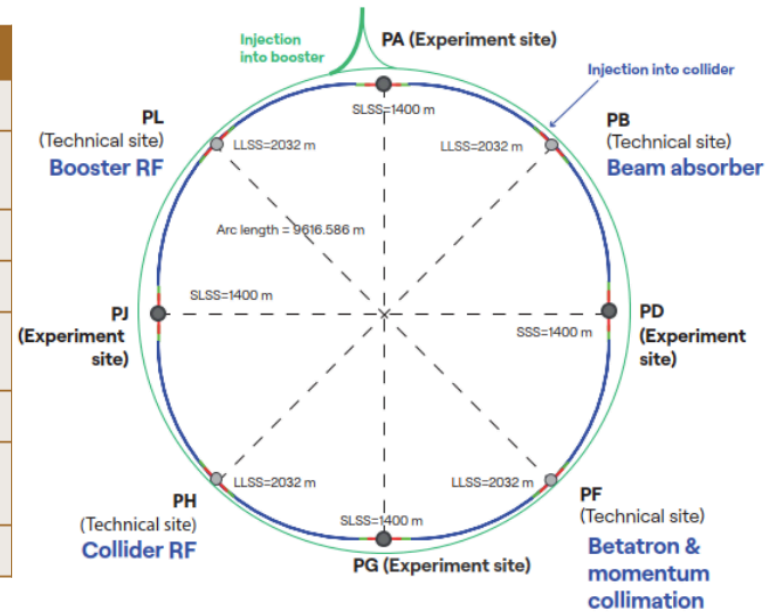 Injection
into booster
PA (Experiment site)
Injection into collider
SLSS=1400 m
PL
(Technical site)
Booster RF
LLSS=2032 m
LLSS=2032 m
PB
(Technical site)
Beam absorber
Arc length = 9616.586 m
SLSS=1400 m
PJ
(Experiment
site)
SSS=1400 m
PD
(Experiment
site)
LLSS=2032 m
LLSS=2032 m
PH
(Technical site)
Collider RF
SLSS=1400 m
PG (Experiment site)
PF
(Technical site)
Betatron &
momentum
collimation